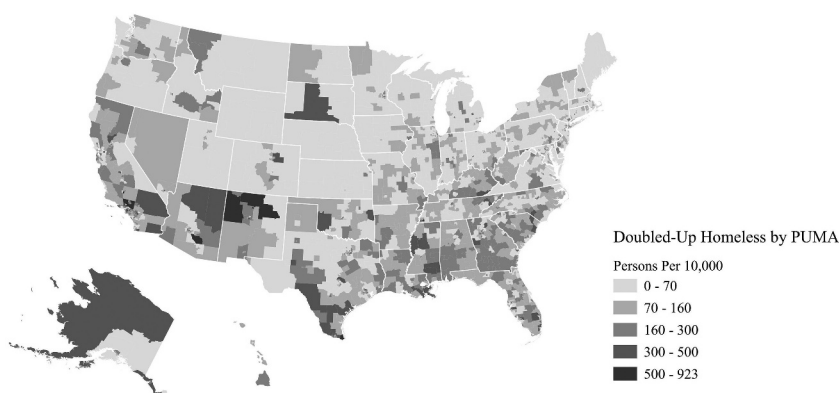 Doubled-Up Homeless by PUMA
Persons Per 10,000
0 - 70
70 - 160
160 - 300
300 - 500
500 - 923